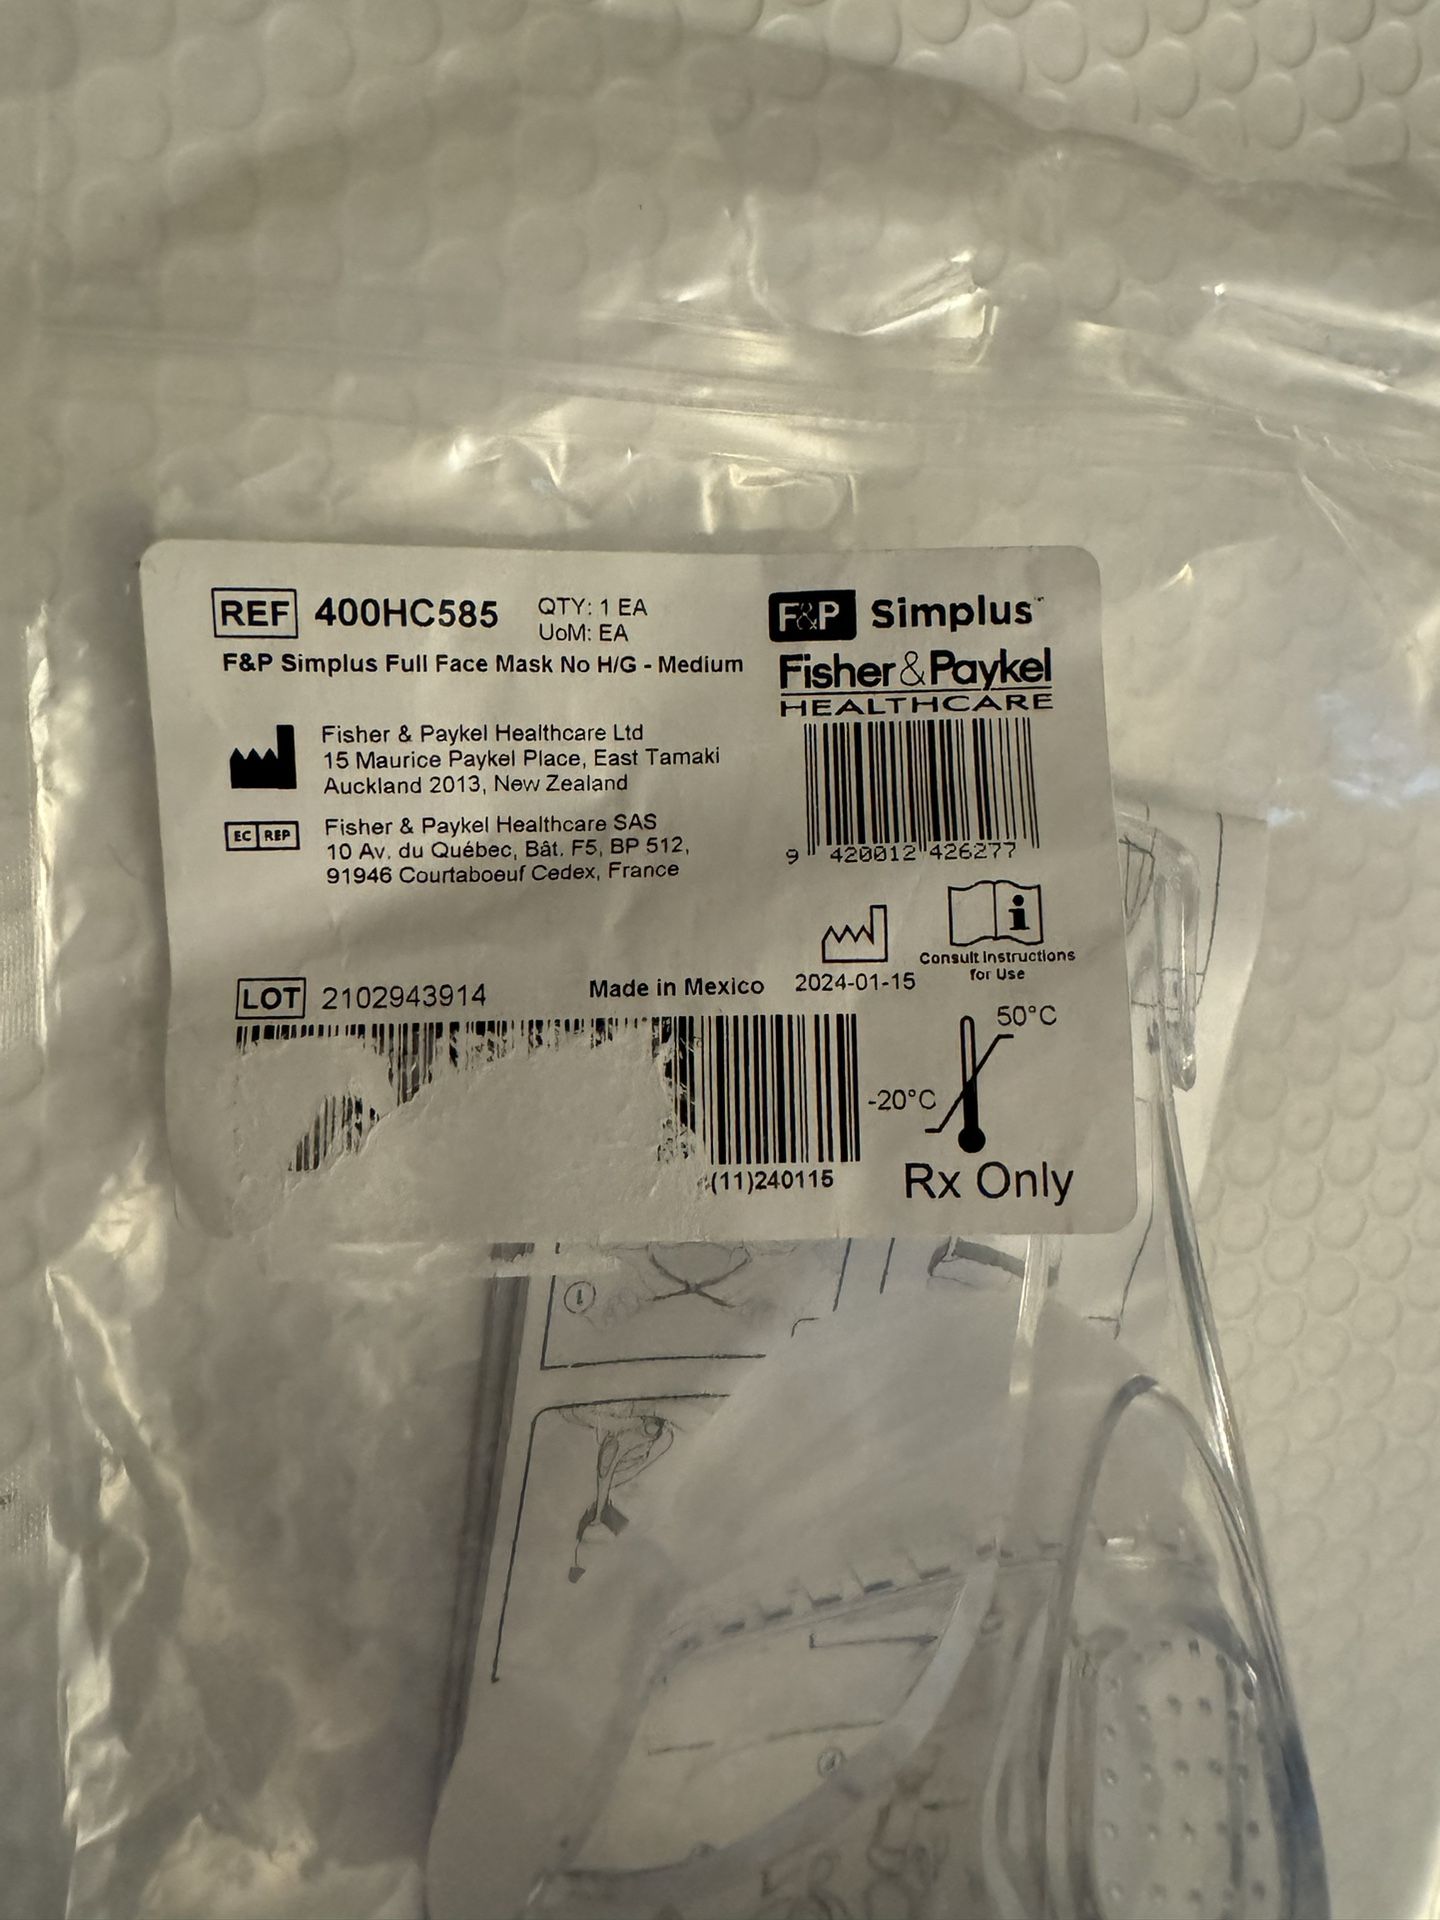 REF 400HC585 QTY: 1 EA
UoM: EA
F&P Simplus Full Face Mask No H/G - Medium
F&P Simplus™
Fisher & Paykel
HEALTHCARE
Fisher & Paykel Healthcare Ltd
15 Maurice Paykel Place, East Tamaki
Auckland 2013, New Zealand
EC REP Fisher & Paykel Healthcare SAS
10 Av. du Québec, Bât. F5, BP 512,
91946 Courtaboeuf Cedex, France
9 420012 426277
Consult Instructions
for Use
LOT 2102943914
Made in Mexico
2024-01-15
50°C
-20°C
(11)240115
Rx Only